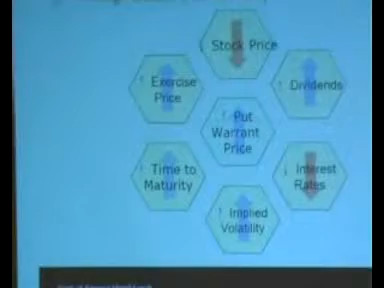 ↓ Stock Price
↑ Exercise
Price
↑ Dividends
↑ Put
Warrant
Price
↑ Time to
Maturity
↓ Interest
Rates
↑ Implied
Volatility